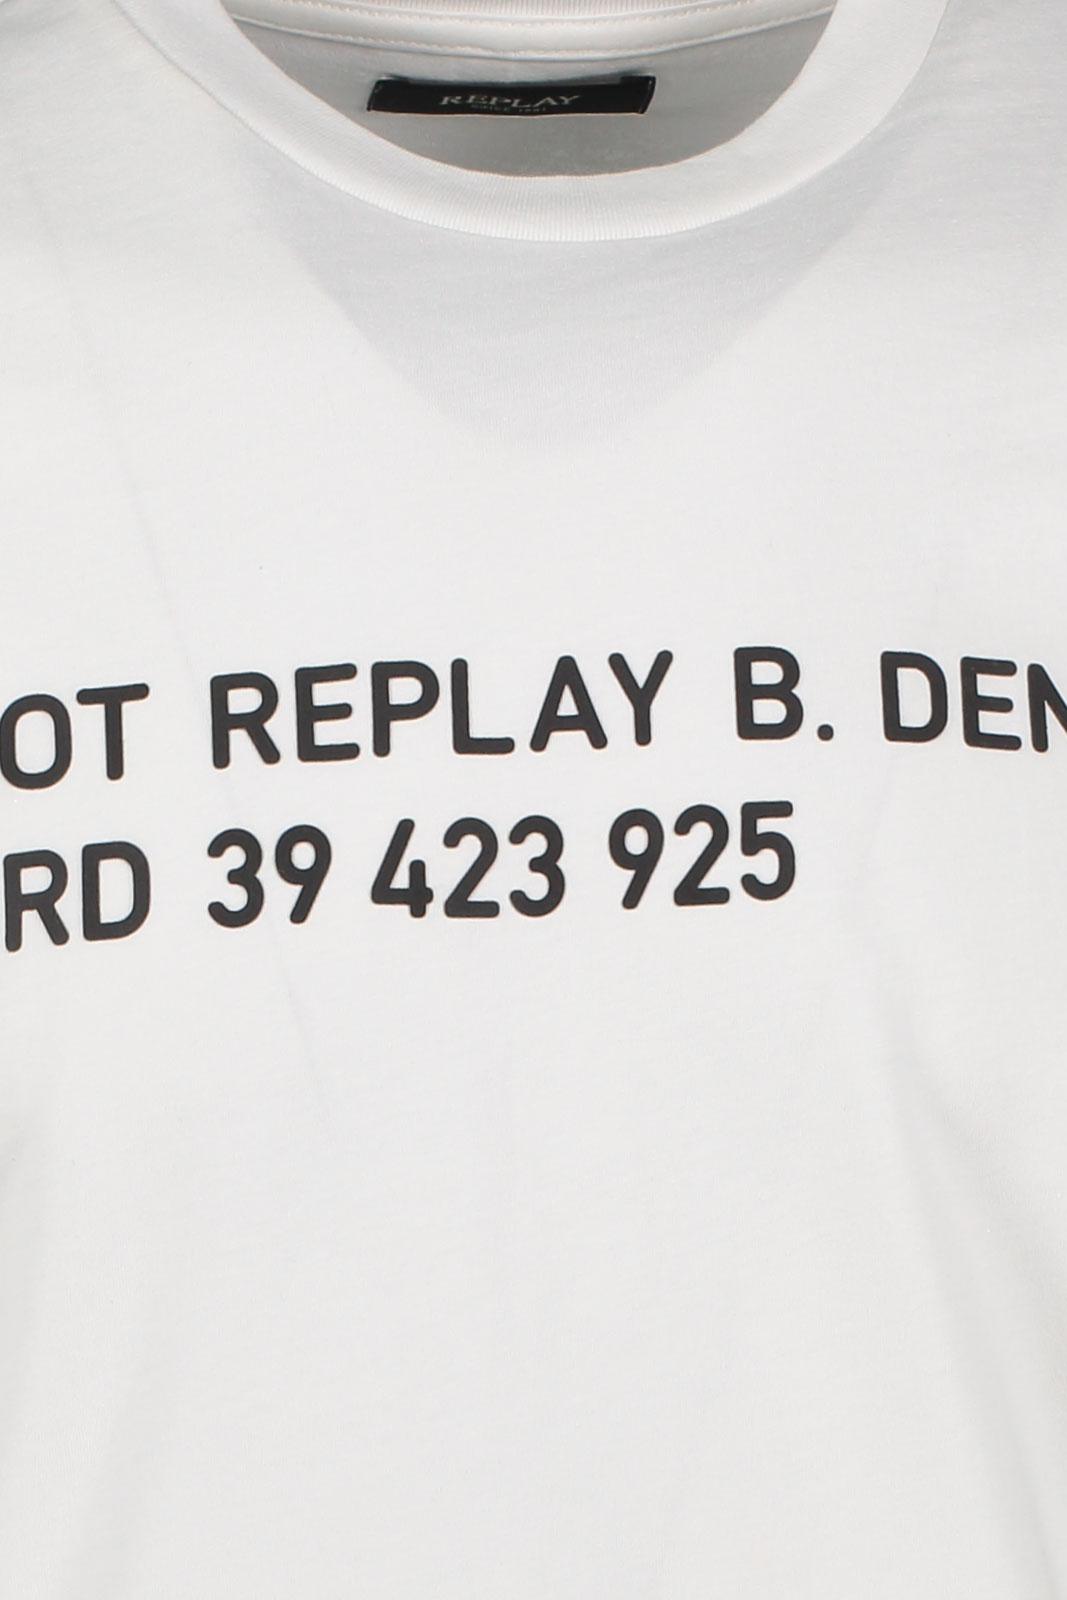 REPLAY
OT REPLAY B. DEN
RD 39 423 925